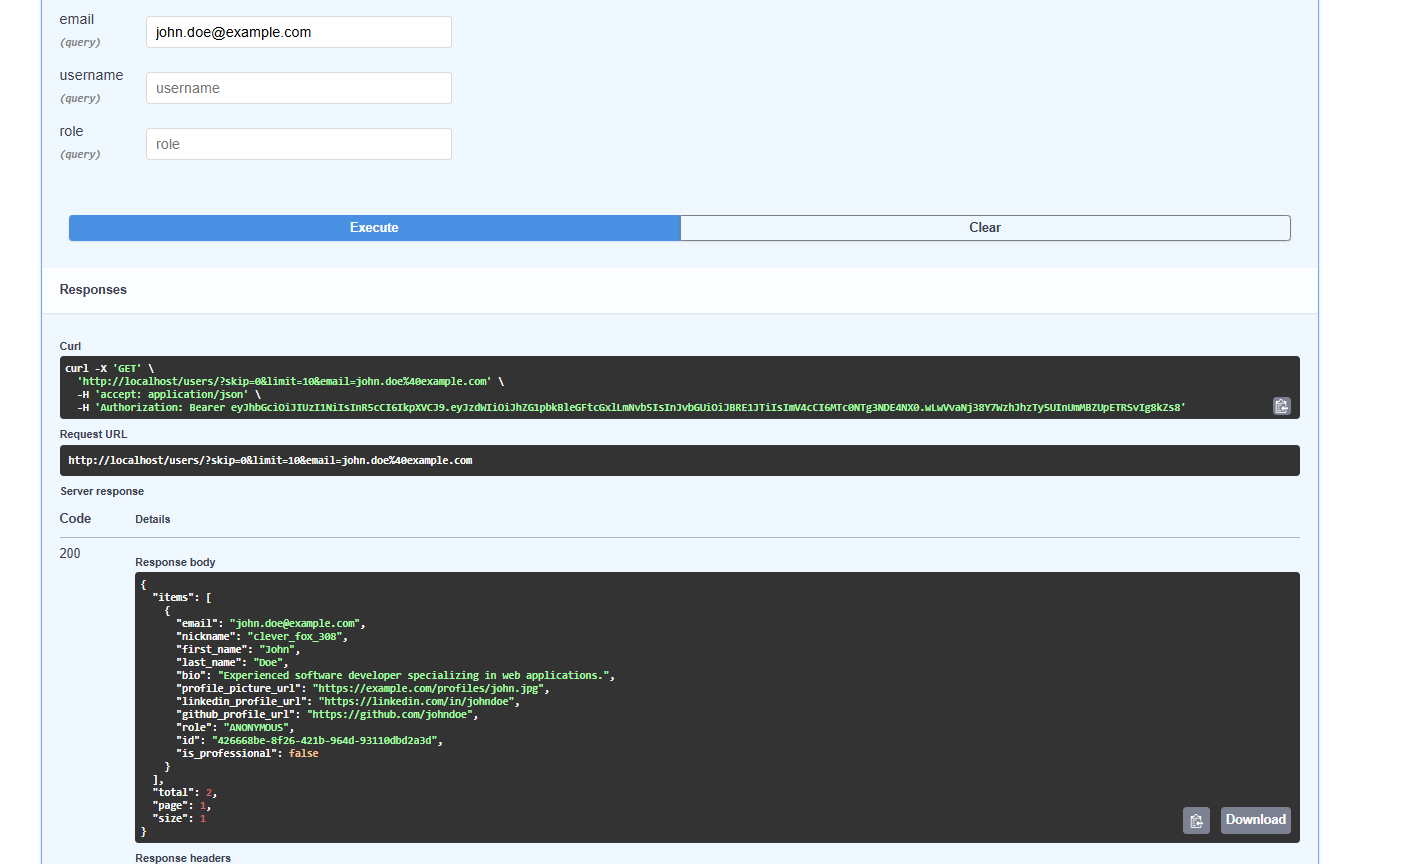 email
(query)
john.doe@example.com
username
(query)
username
role
(query)
role
Execute
Clear
Responses
Curl
curl -X 'GET' \
'http://localhost/users/?skip=0&limit=10&email=john.doe%40example.com' \
-H 'accept: application/json' \
-H 'Authorization: Bearer
Request URL
http://localhost/users/?skip=0&limit=10&email=john.doe%40example.com
Server response
Code
Details
200
Response body
{
"items": [
{
"email": "john.doe@example.com",
"nickname": "clever_fox_308",
"first_name": "John",
"last_name": "Doe",
"bio": "Experienced software developer specializing in web applications.",
"profile_picture_url": "https://example.com/profiles/john.jpg",
"linkedin_profile_url": "https://linkedin.com/in/johndoe",
"github_profile_url": "https://github.com/johndoe",
"role": "ANONYMOUS",
"id": "426668be-8f26-421b-964d-93110dbd2a3d",
"is_professional": false
}
],
"total": 2,
"page": 1,
"size": 1
}
Download
Response headers